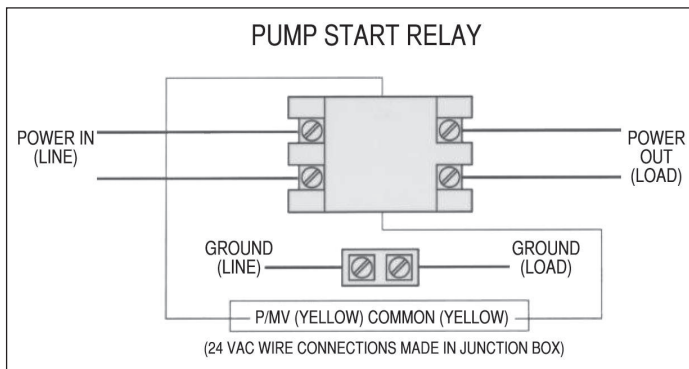 PUMP START RELAY
POWER IN
(LINE)
POWER
OUT
(LOAD)
GROUND
(LINE)
GROUND
(LOAD)
P/MV (YELLOW) COMMON (YELLOW)
(24 VAC WIRE CONNECTIONS MADE IN JUNCTION BOX)